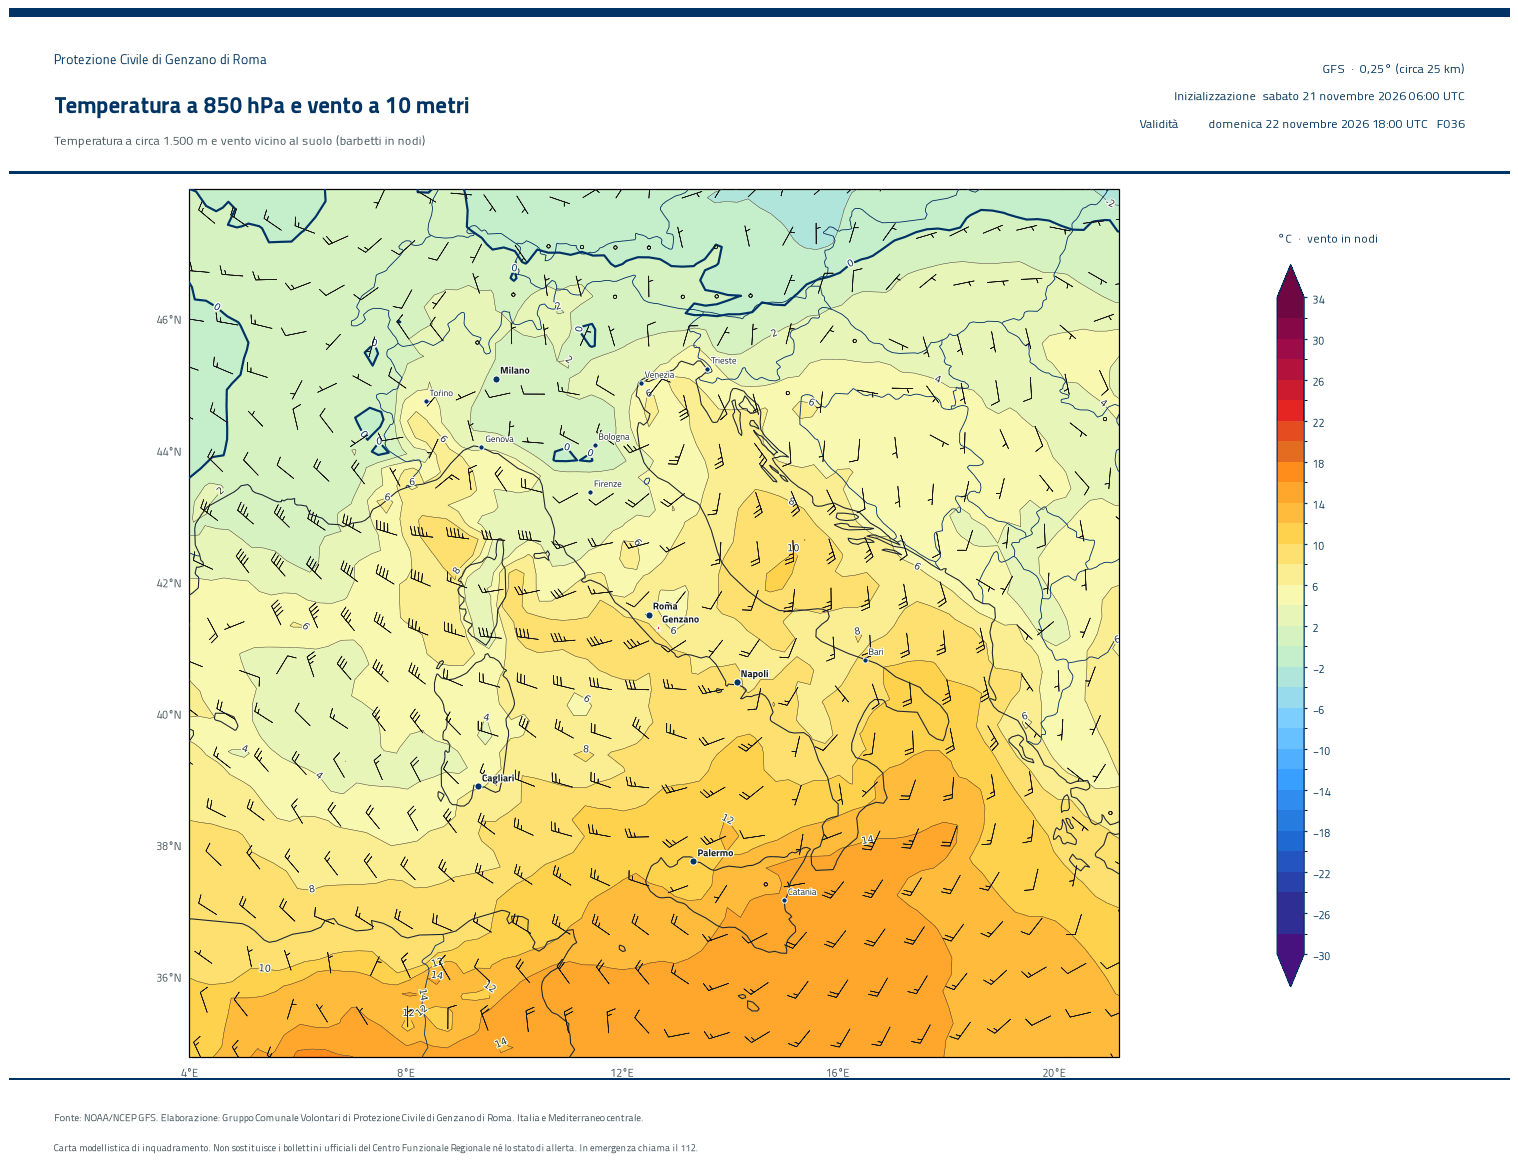 Protezione Civile di Genzano di Roma
Temperatura a 850 hPa e vento a 10 metri
Temperatura a circa 1.500 m e vento vicino al suolo (barbetti in nodi)
GFS · 0,25° (circa 25 km)
Inizializzazione sabato 21 novembre 2026 06:00 UTC
Validità domenica 22 novembre 2026 18:00 UTC F036
°C · vento in nodi
34
30
26
22
18
14
10
6
2
−2
−6
−10
−14
−18
−22
−26
−30
46°N
44°N
42°N
40°N
38°N
36°N
4°E
8°E
12°E
16°E
20°E
Milano
Torino
Venezia
Trieste
Genova
Bologna
Firenze
Roma
Genzano
Napoli
Bari
Cagliari
Palermo
Catania
Fonte: NOAA/NCEP GFS. Elaborazione: Gruppo Comunale Volontari di Protezione Civile di Genzano di Roma. Italia e Mediterraneo centrale.
Carta modellistica di inquadramento. Non sostituisce i bollettini ufficiali del Centro Funzionale Regionale né lo stato di allerta. In emergenza chiama il 112.